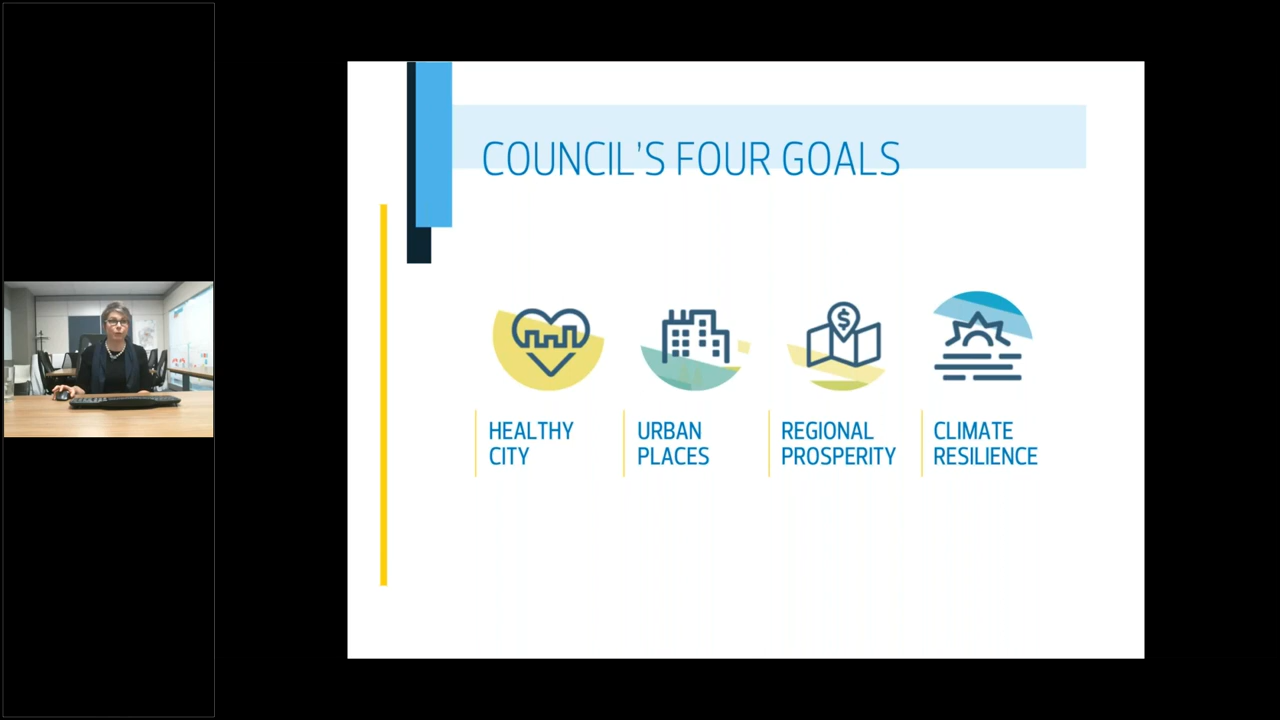 COUNCIL'S FOUR GOALS
HEALTHY
CITY
URBAN
PLACES
REGIONAL
PROSPERITY
CLIMATE
RESILIENCE
$